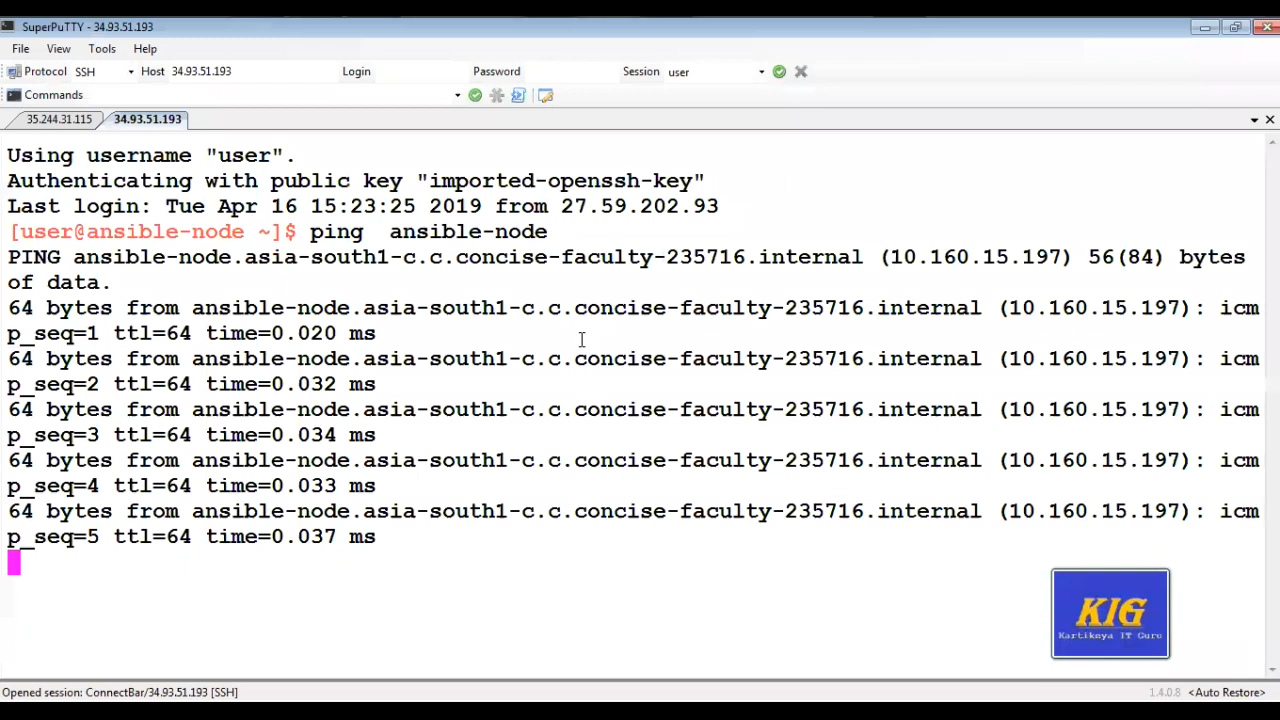 SuperPuTTY - 34.93.51.193
File View Tools Help
Protocol SSH Host 34.93.51.193 Login Password Session user
Commands
35.244.31.115 34.93.51.193
Using username "user".
Authenticating with public key "imported-openssh-key"
Last login: Tue Apr 16 15:23:25 2019 from 27.59.202.93
[user@ansible-node ~]$ ping  ansible-node
PING ansible-node.asia-south1-c.c.concise-faculty-235716.internal (10.160.15.197) 56(84) bytes
of data.
64 bytes from ansible-node.asia-south1-c.c.concise-faculty-235716.internal (10.160.15.197): icm
p_seq=1 ttl=64 time=0.020 ms
64 bytes from ansible-node.asia-south1-c.c.concise-faculty-235716.internal (10.160.15.197): icm
p_seq=2 ttl=64 time=0.032 ms
64 bytes from ansible-node.asia-south1-c.c.concise-faculty-235716.internal (10.160.15.197): icm
p_seq=3 ttl=64 time=0.034 ms
64 bytes from ansible-node.asia-south1-c.c.concise-faculty-235716.internal (10.160.15.197): icm
p_seq=4 ttl=64 time=0.033 ms
64 bytes from ansible-node.asia-south1-c.c.concise-faculty-235716.internal (10.160.15.197): icm
p_seq=5 ttl=64 time=0.037 ms
KIG
Kartikeya IT Guru
Opened session: ConnectBar/34.93.51.193 [SSH] 1.4.0.8 <Auto Restore>